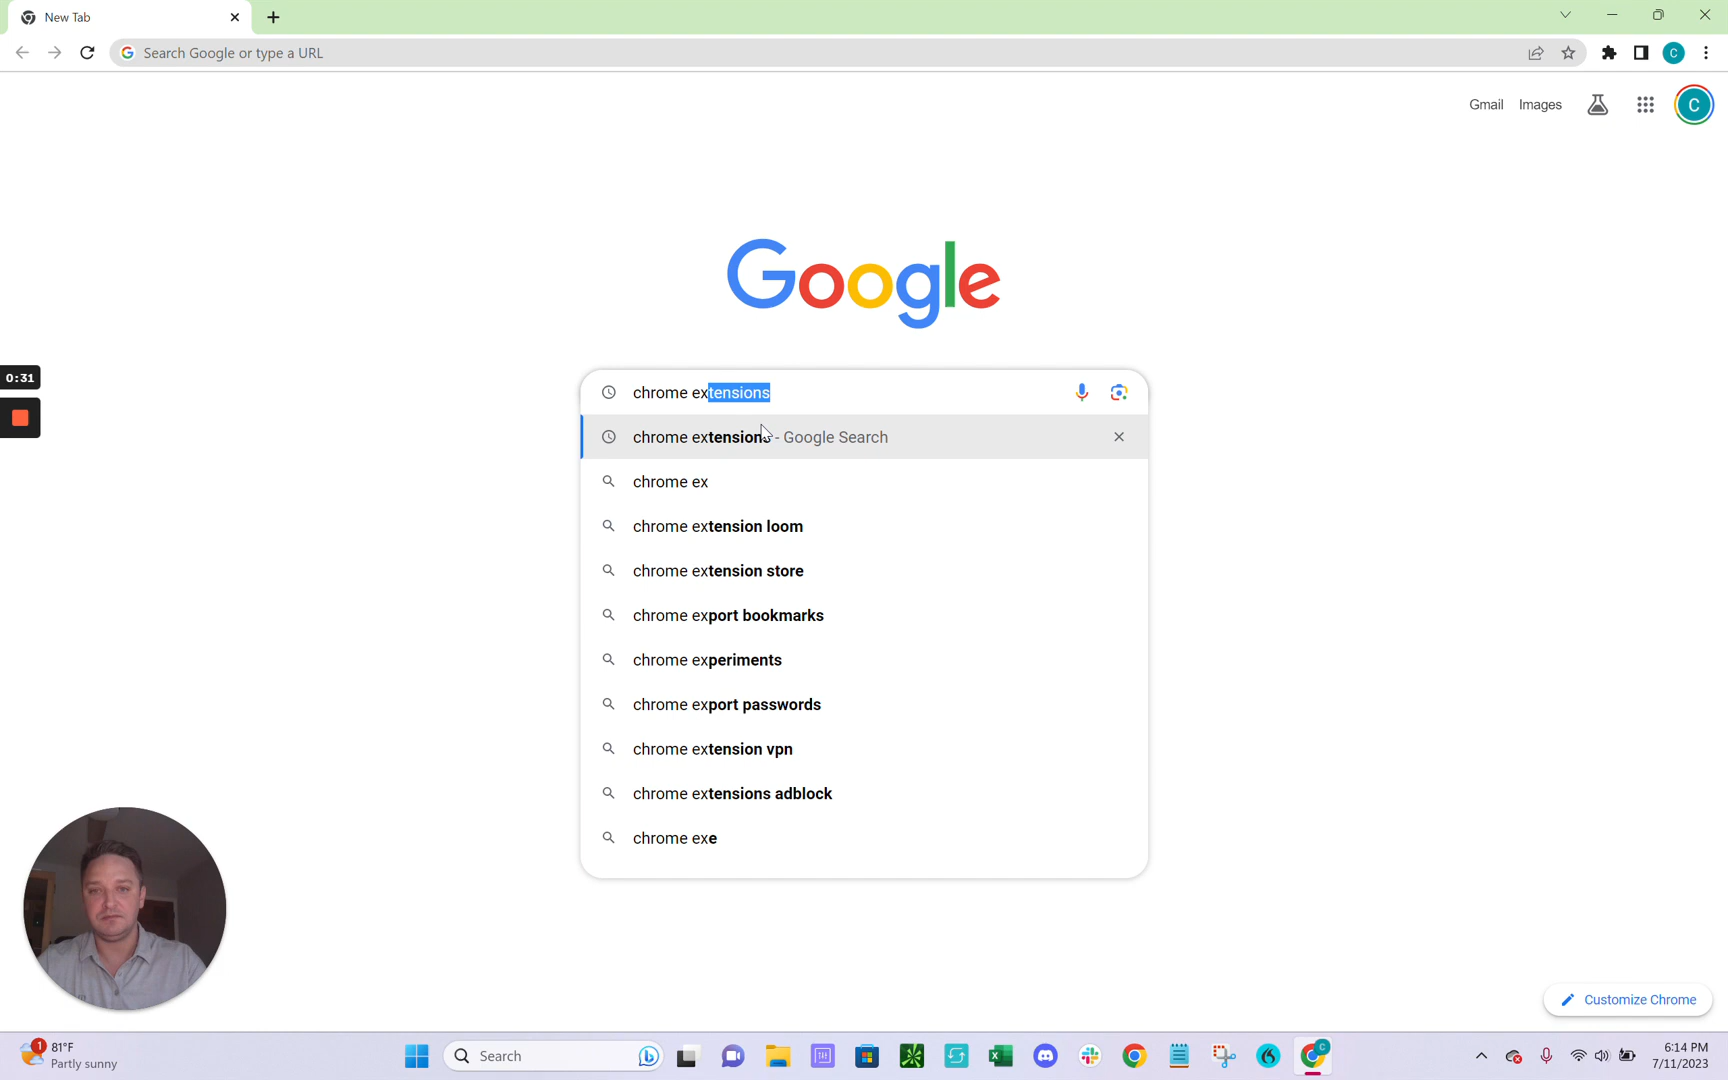 New Tab
Search Google or type a URL
C
Gmail Images
C
Google
0:31
chrome extensions
chrome extensions - Google Search
chrome ex
chrome extension loom
chrome extension store
chrome export bookmarks
chrome experiments
chrome export passwords
chrome extension vpn
chrome extensions adblock
chrome exe
Customize Chrome
1
81°F
Partly sunny
Search
C
6:14 PM
7/11/2023